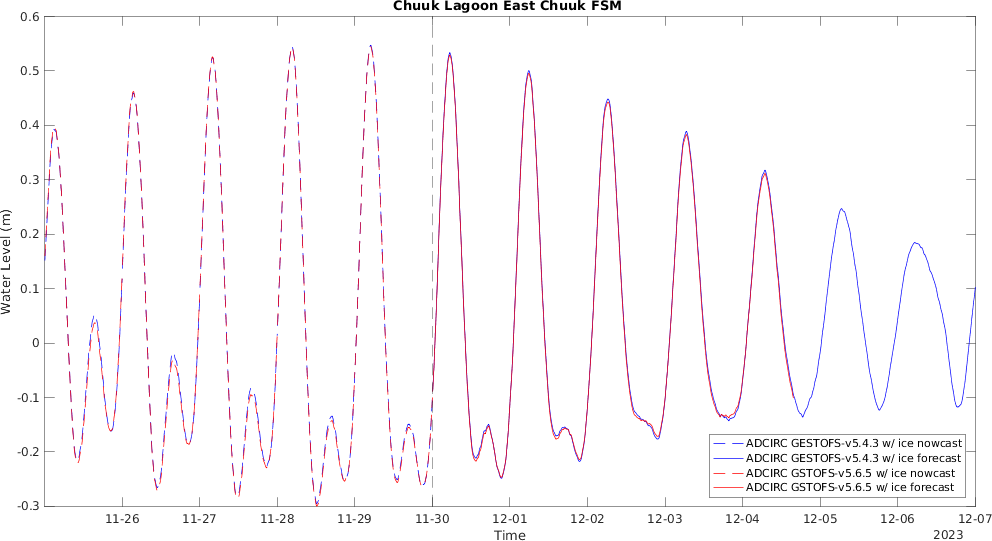 Chuuk Lagoon East Chuuk FSM
0.6
0.5
0.4
0.3
0.2
0.1
0
-0.1
-0.2
-0.3
Water Level (m)
11-26 11-27 11-28 11-29 11-30 12-01 12-02 12-03 12-04 12-05 12-06 12-07
Time
2023
ADCIRC GESTOFS-v5.4.3 w/ ice nowcast
ADCIRC GESTOFS-v5.4.3 w/ ice forecast
ADCIRC GSTOFS-v5.6.5 w/ ice nowcast
ADCIRC GSTOFS-v5.6.5 w/ ice forecast